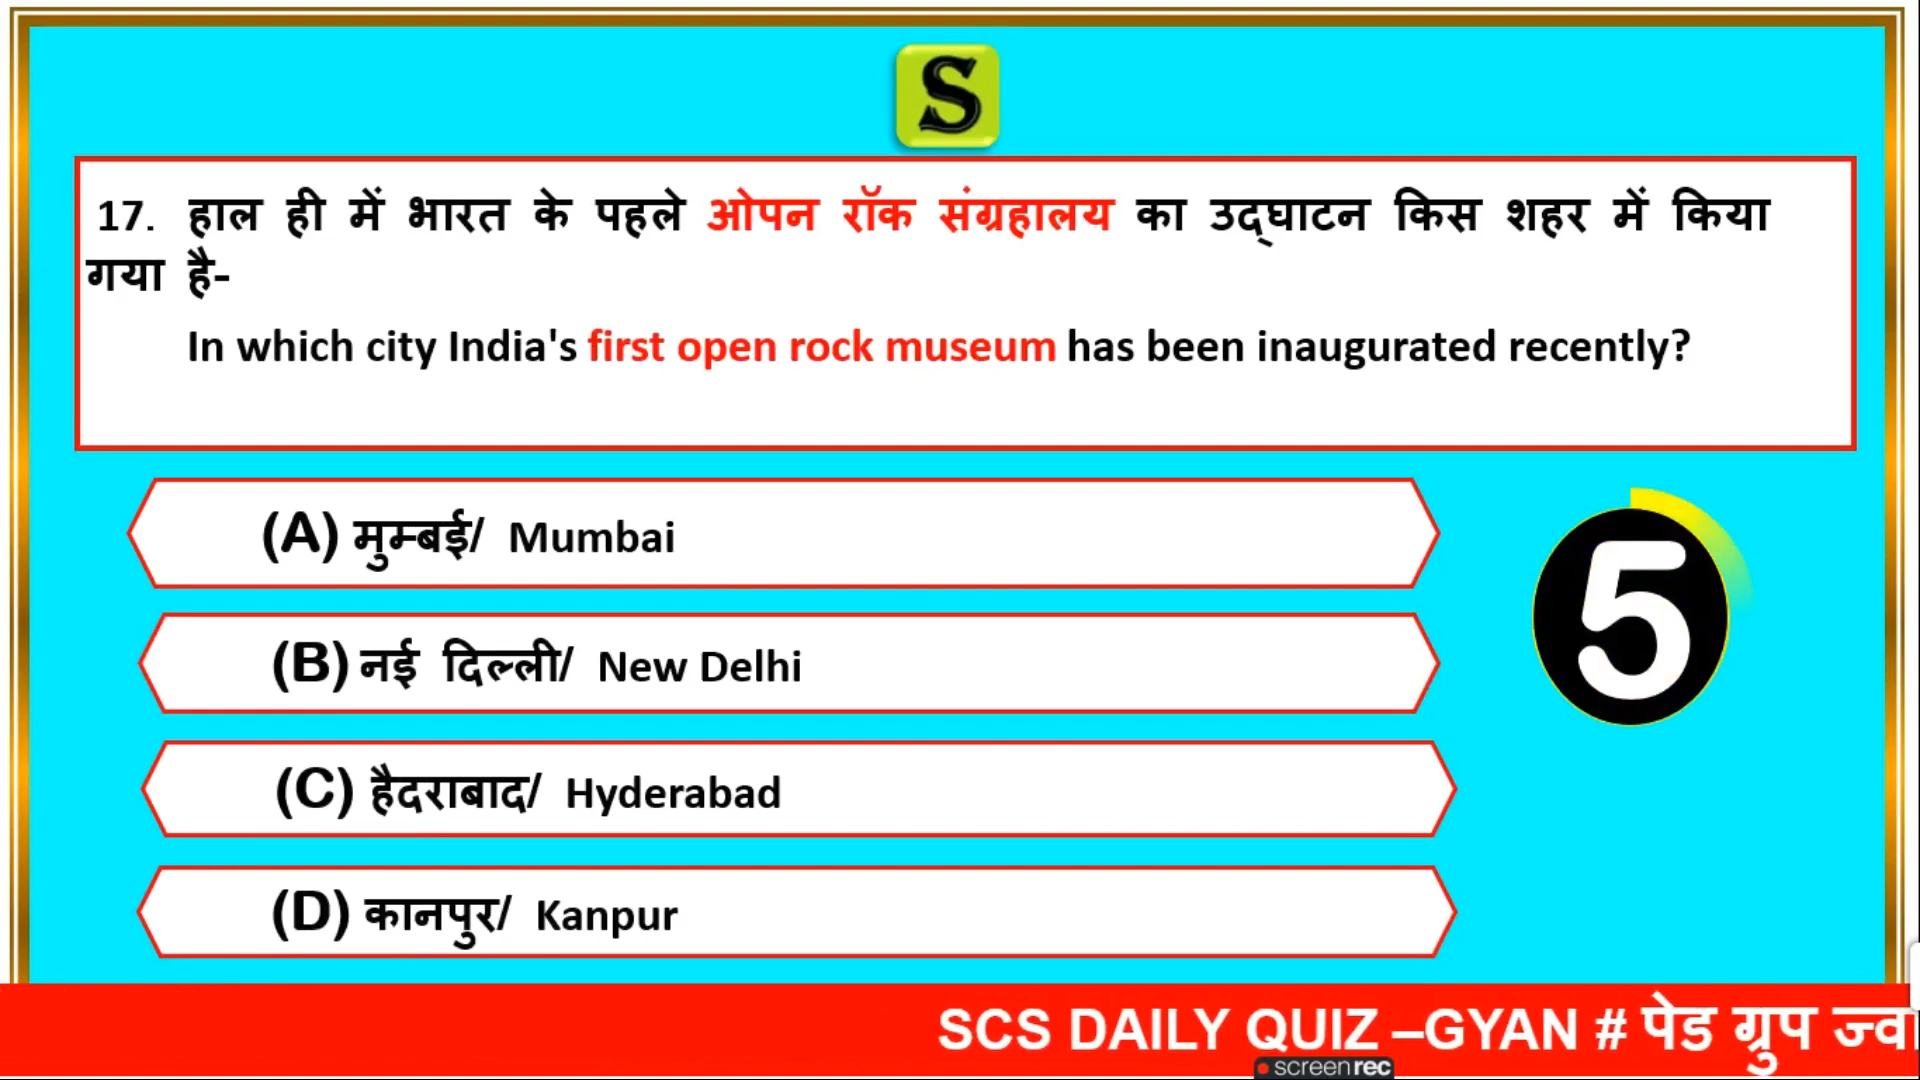 S
17. हाल ही में भारत के पहले ओपन रॉक संग्रहालय का उद्घाटन किस शहर में किया
गया है-
In which city India's first open rock museum has been inaugurated recently?
(A) मुम्बई/ Mumbai
5
(B) नई दिल्ली/ New Delhi
(C) हैदराबाद/ Hyderabad
(D) कानपुर/ Kanpur
SCS DAILY QUIZ –GYAN # पेड ग्रुप
screenrec